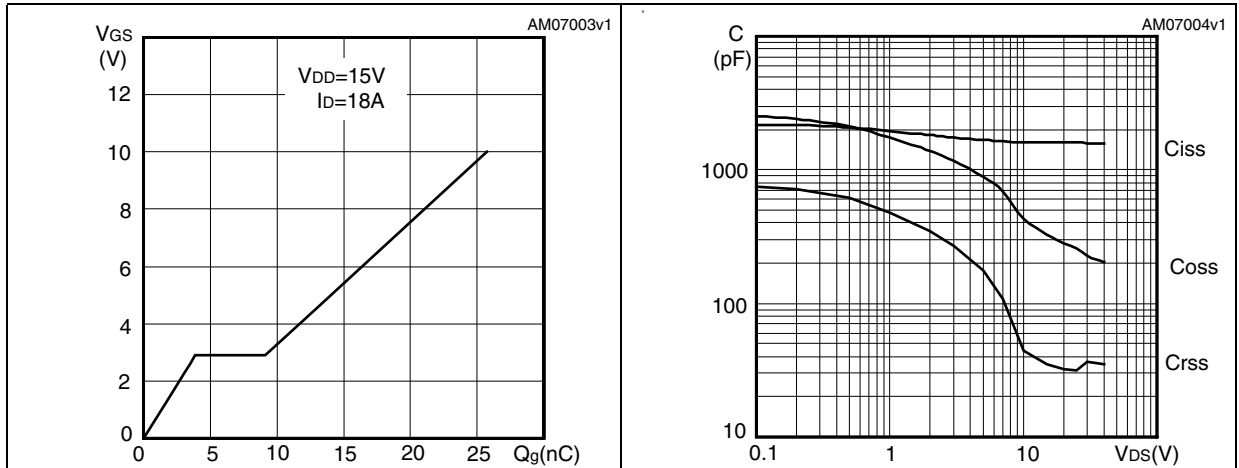 AM07003v1
VGS
(V)
VDD=15V
ID=18A
12
10
8
6
4
2
0
0 5 10 15 20 25 Qg(nC)
AM07004v1
C
(pF)
1000
100
10
0.1 1 10 VDS(V)
Ciss
Coss
Crss